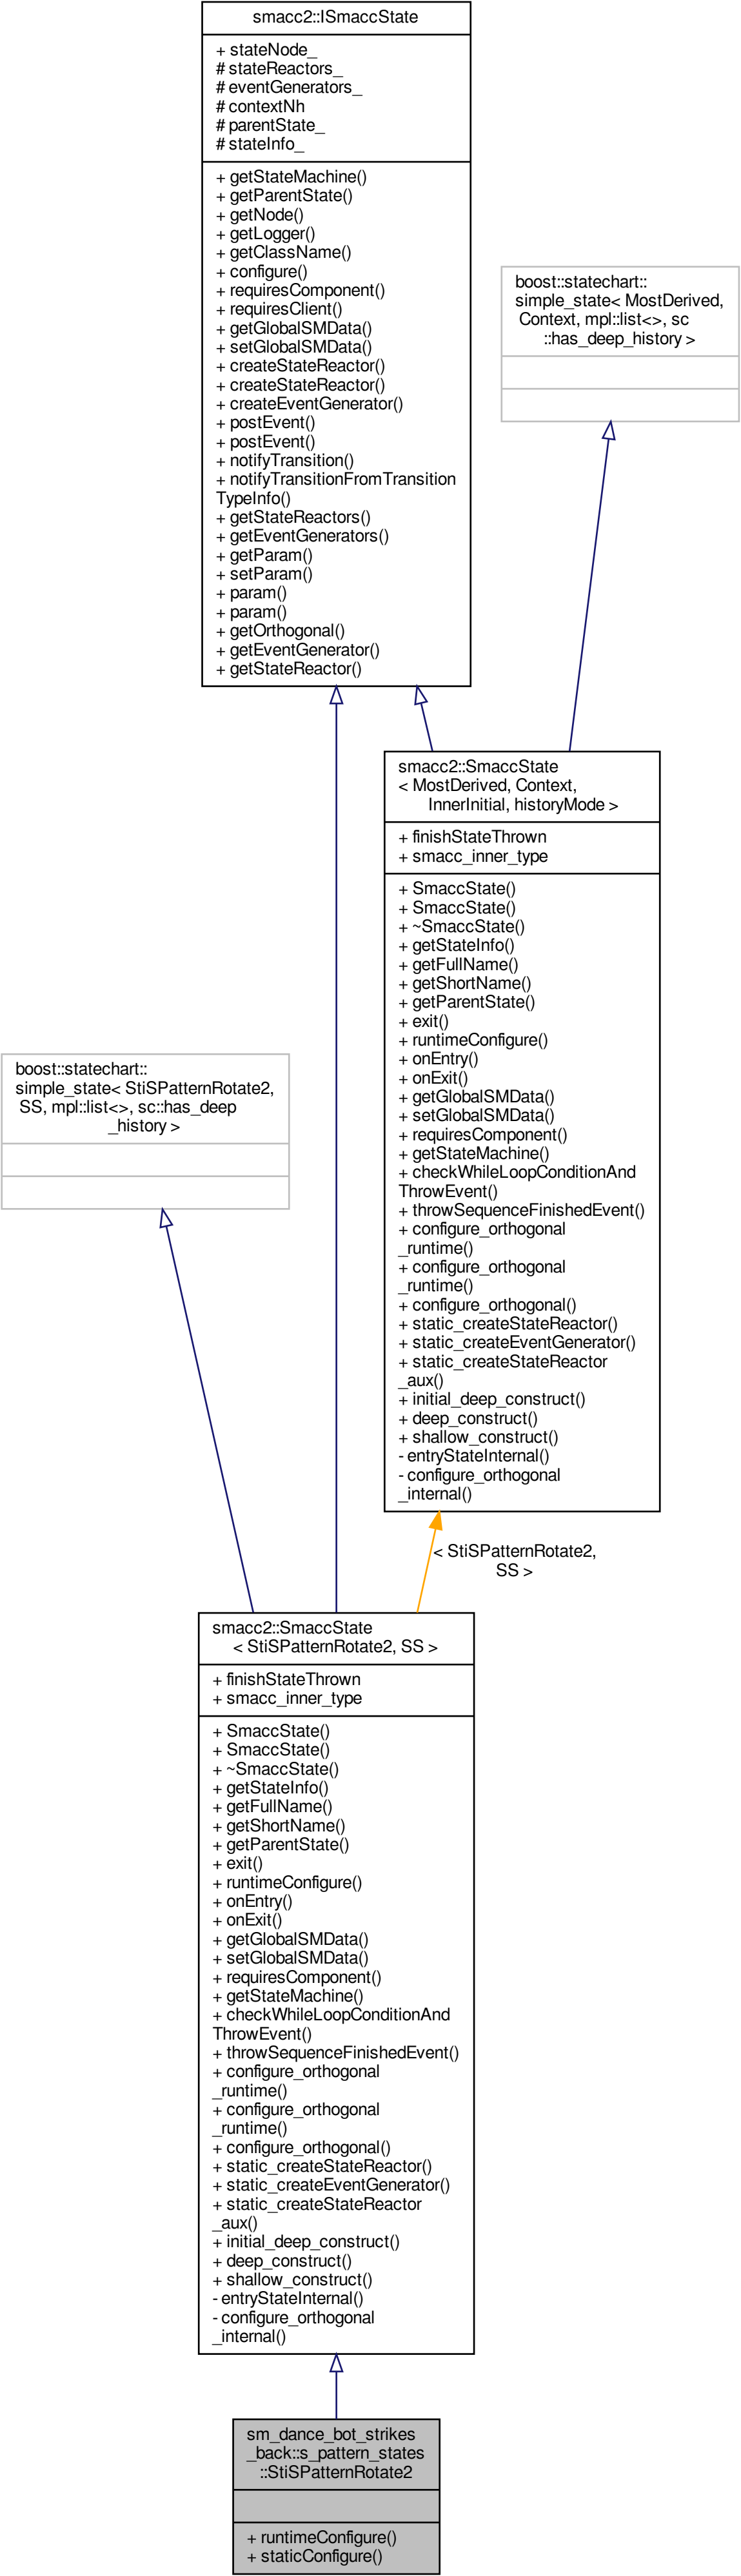 smacc2::ISmaccState
+ stateNode_
# stateReactors_
# eventGenerators_
# contextNh
# parentState_
# stateInfo_
+ getStateMachine()
+ getParentState()
+ getNode()
+ getLogger()
+ getClassName()
+ configure()
+ requiresComponent()
+ requiresClient()
+ getGlobalSMData()
+ setGlobalSMData()
+ createStateReactor()
+ createStateReactor()
+ createEventGenerator()
+ postEvent()
+ postEvent()
+ notifyTransition()
+ notifyTransitionFromTransition
TypeInfo()
+ getStateReactors()
+ getEventGenerators()
+ getParam()
+ setParam()
+ param()
+ param()
+ getOrthogonal()
+ getEventGenerator()
+ getStateReactor()
boost::statechart::
simple_state< MostDerived,
Context, mpl::list<>, sc
::has_deep_history >
smacc2::SmaccState
< MostDerived, Context,
InnerInitial, historyMode >
+ finishStateThrown
+ smacc_inner_type
+ SmaccState()
+ SmaccState()
+ ~SmaccState()
+ getStateInfo()
+ getFullName()
+ getShortName()
+ getParentState()
+ exit()
+ runtimeConfigure()
+ onEntry()
+ onExit()
+ getGlobalSMData()
+ setGlobalSMData()
+ requiresComponent()
+ getStateMachine()
+ checkWhileLoopConditionAnd
ThrowEvent()
+ throwSequenceFinishedEvent()
+ configure_orthogonal
_runtime()
+ configure_orthogonal
_runtime()
+ configure_orthogonal()
+ static_createStateReactor()
+ static_createEventGenerator()
+ static_createStateReactor
_aux()
+ initial_deep_construct()
+ deep_construct()
+ shallow_construct()
- entryStateInternal()
- configure_orthogonal
_internal()
boost::statechart::
simple_state< StiSPatternRotate2,
SS, mpl::list<>, sc::has_deep
_history >
< StiSPatternRotate2,
SS >
smacc2::SmaccState
< StiSPatternRotate2, SS >
+ finishStateThrown
+ smacc_inner_type
+ SmaccState()
+ SmaccState()
+ ~SmaccState()
+ getStateInfo()
+ getFullName()
+ getShortName()
+ getParentState()
+ exit()
+ runtimeConfigure()
+ onEntry()
+ onExit()
+ getGlobalSMData()
+ setGlobalSMData()
+ requiresComponent()
+ getStateMachine()
+ checkWhileLoopConditionAnd
ThrowEvent()
+ throwSequenceFinishedEvent()
+ configure_orthogonal
_runtime()
+ configure_orthogonal
_runtime()
+ configure_orthogonal()
+ static_createStateReactor()
+ static_createEventGenerator()
+ static_createStateReactor
_aux()
+ initial_deep_construct()
+ deep_construct()
+ shallow_construct()
- entryStateInternal()
- configure_orthogonal
_internal()
sm_dance_bot_strikes
_back::s_pattern_states
::StiSPatternRotate2
+ runtimeConfigure()
+ staticConfigure()